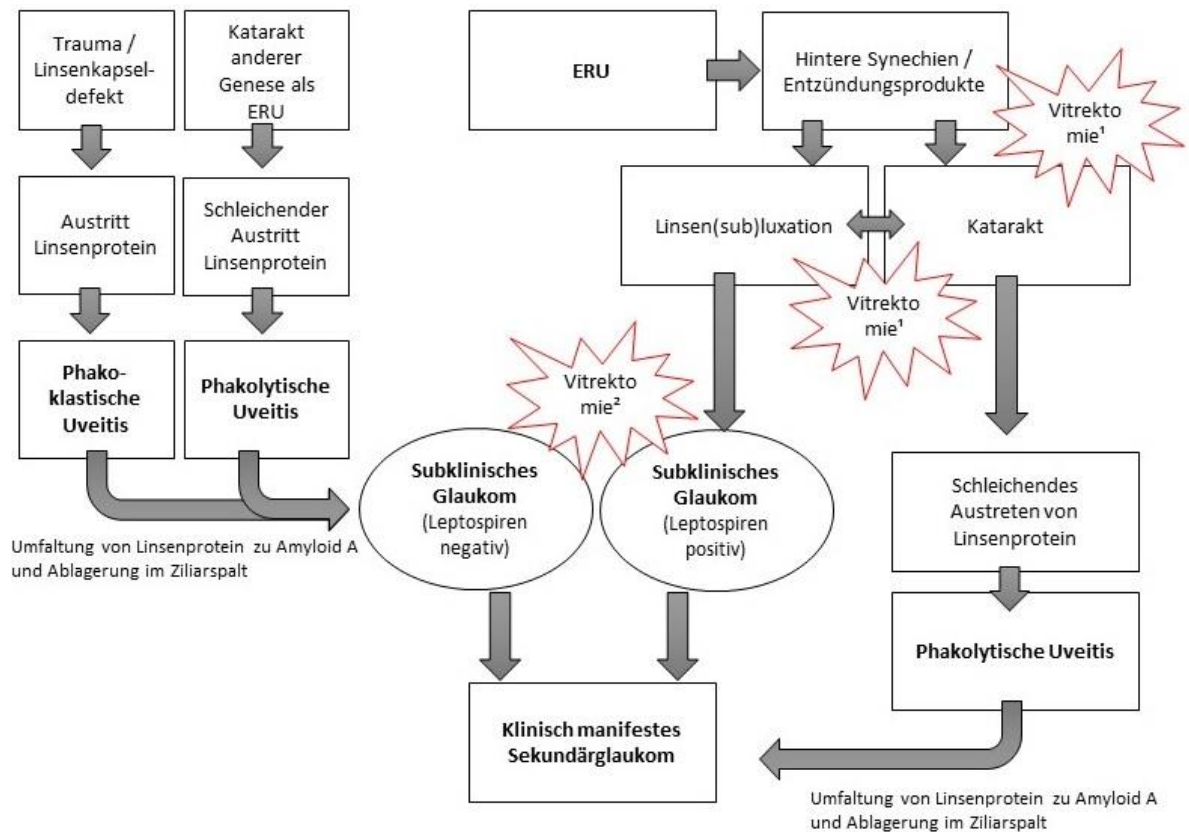 Trauma /
Linsenkapsel-
defekt
Katarakt
anderer
Genese als
ERU
ERU
Hintere Synechien /
Entzündungsprodukte
Vitrekto
mie¹
Austritt
Linsenprotein
Schleichender
Austritt
Linsenprotein
Linsen(sub)luxation
Katarakt
Vitrekto
mie¹
Phako-
klastische
Uveitis
Phakolytische
Uveitis
Vitrekto
mie²
Subklinisches
Glaukom
(Leptospiren
negativ)
Subklinisches
Glaukom
(Leptospiren
positiv)
Schleichendes
Austreten von
Linsenprotein
Umfaltung von Linsenprotein zu Amyloid A
und Ablagerung im Ziliarspalt
Phakolytische Uveitis
Klinisch manifestes
Sekundärglaukom
Umfaltung von Linsenprotein zu Amyloid A
und Ablagerung im Ziliarspalt